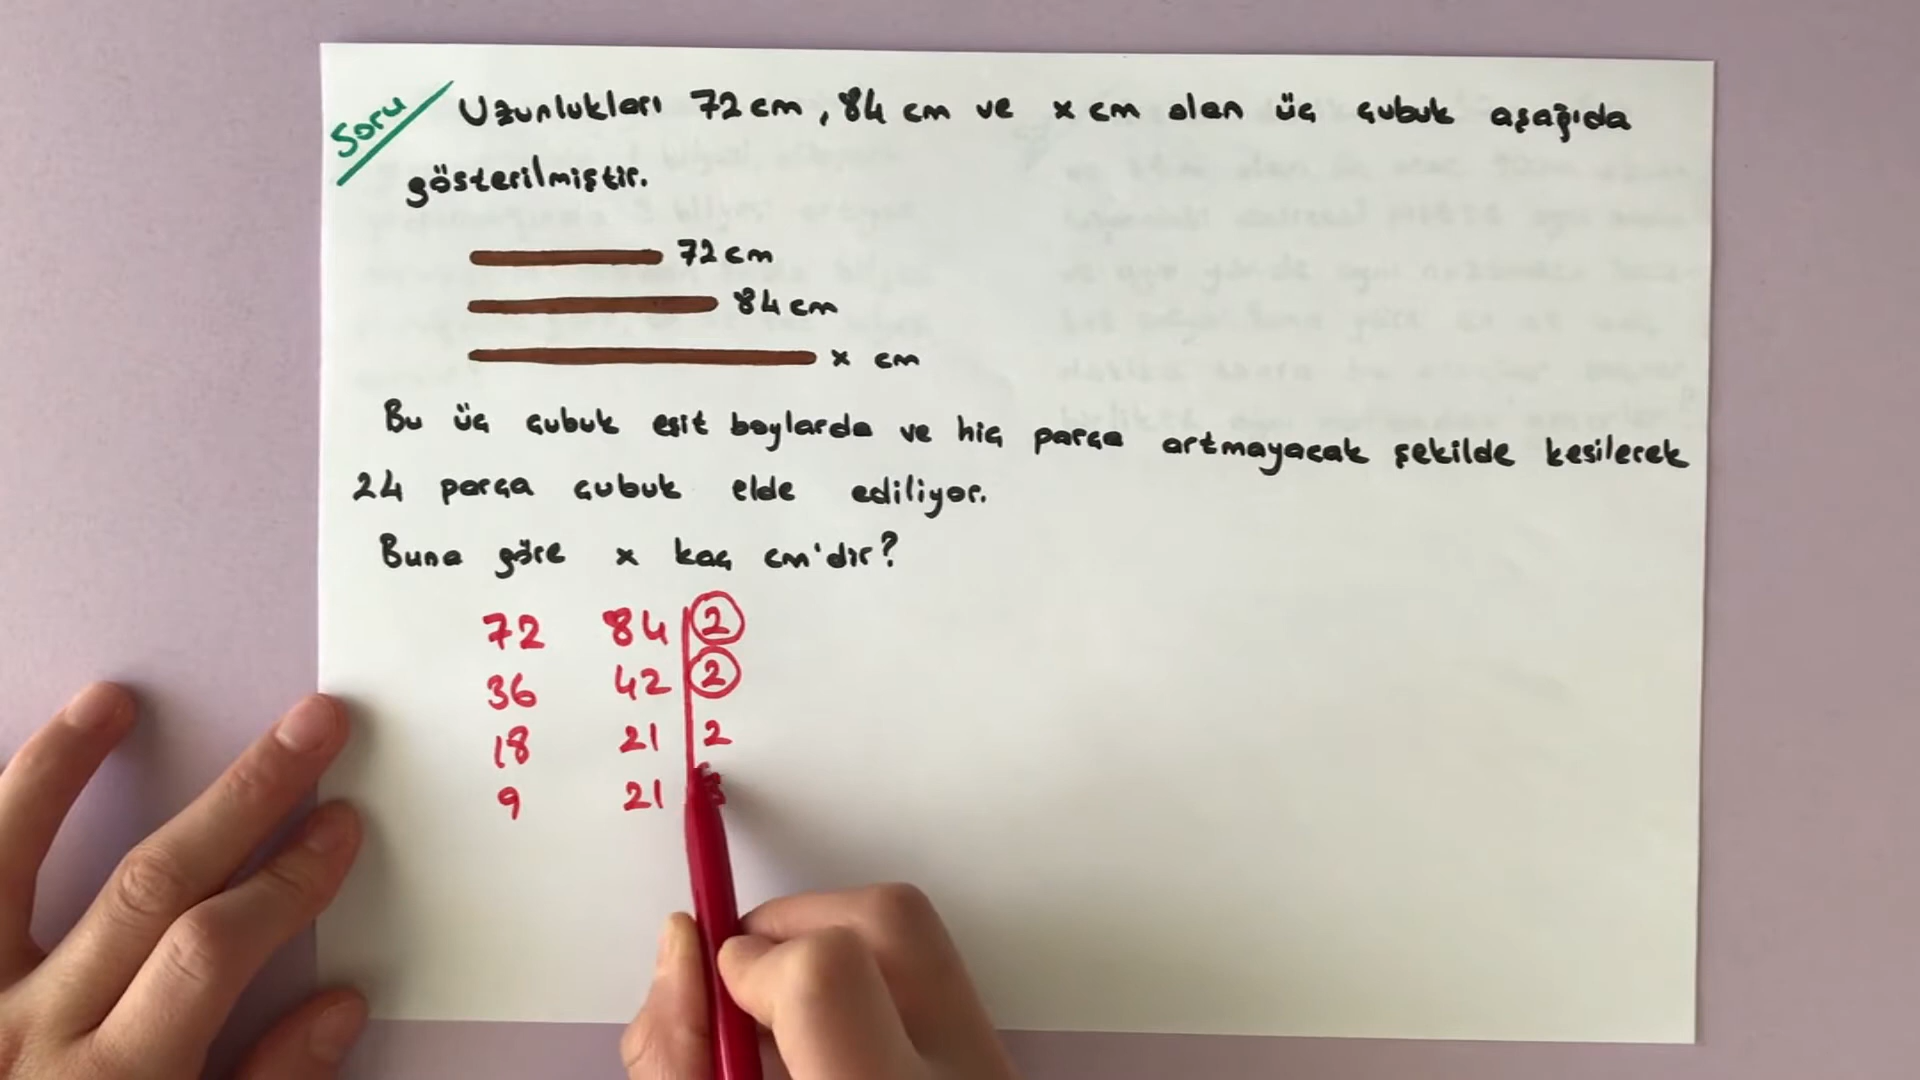 Soru
Uzunlukları 72 cm, 84 cm ve x cm olan üç çubuk aşağıda
gösterilmiştir.
72 cm
84 cm
x cm
Bu üç çubuk eşit boylarda ve hiç parça artmayacak şekilde kesilerek
24 parça çubuk elde ediliyor.
Buna göre x kaç cm'dir?
72 84 2
36 42 2
18 21 2
9 21